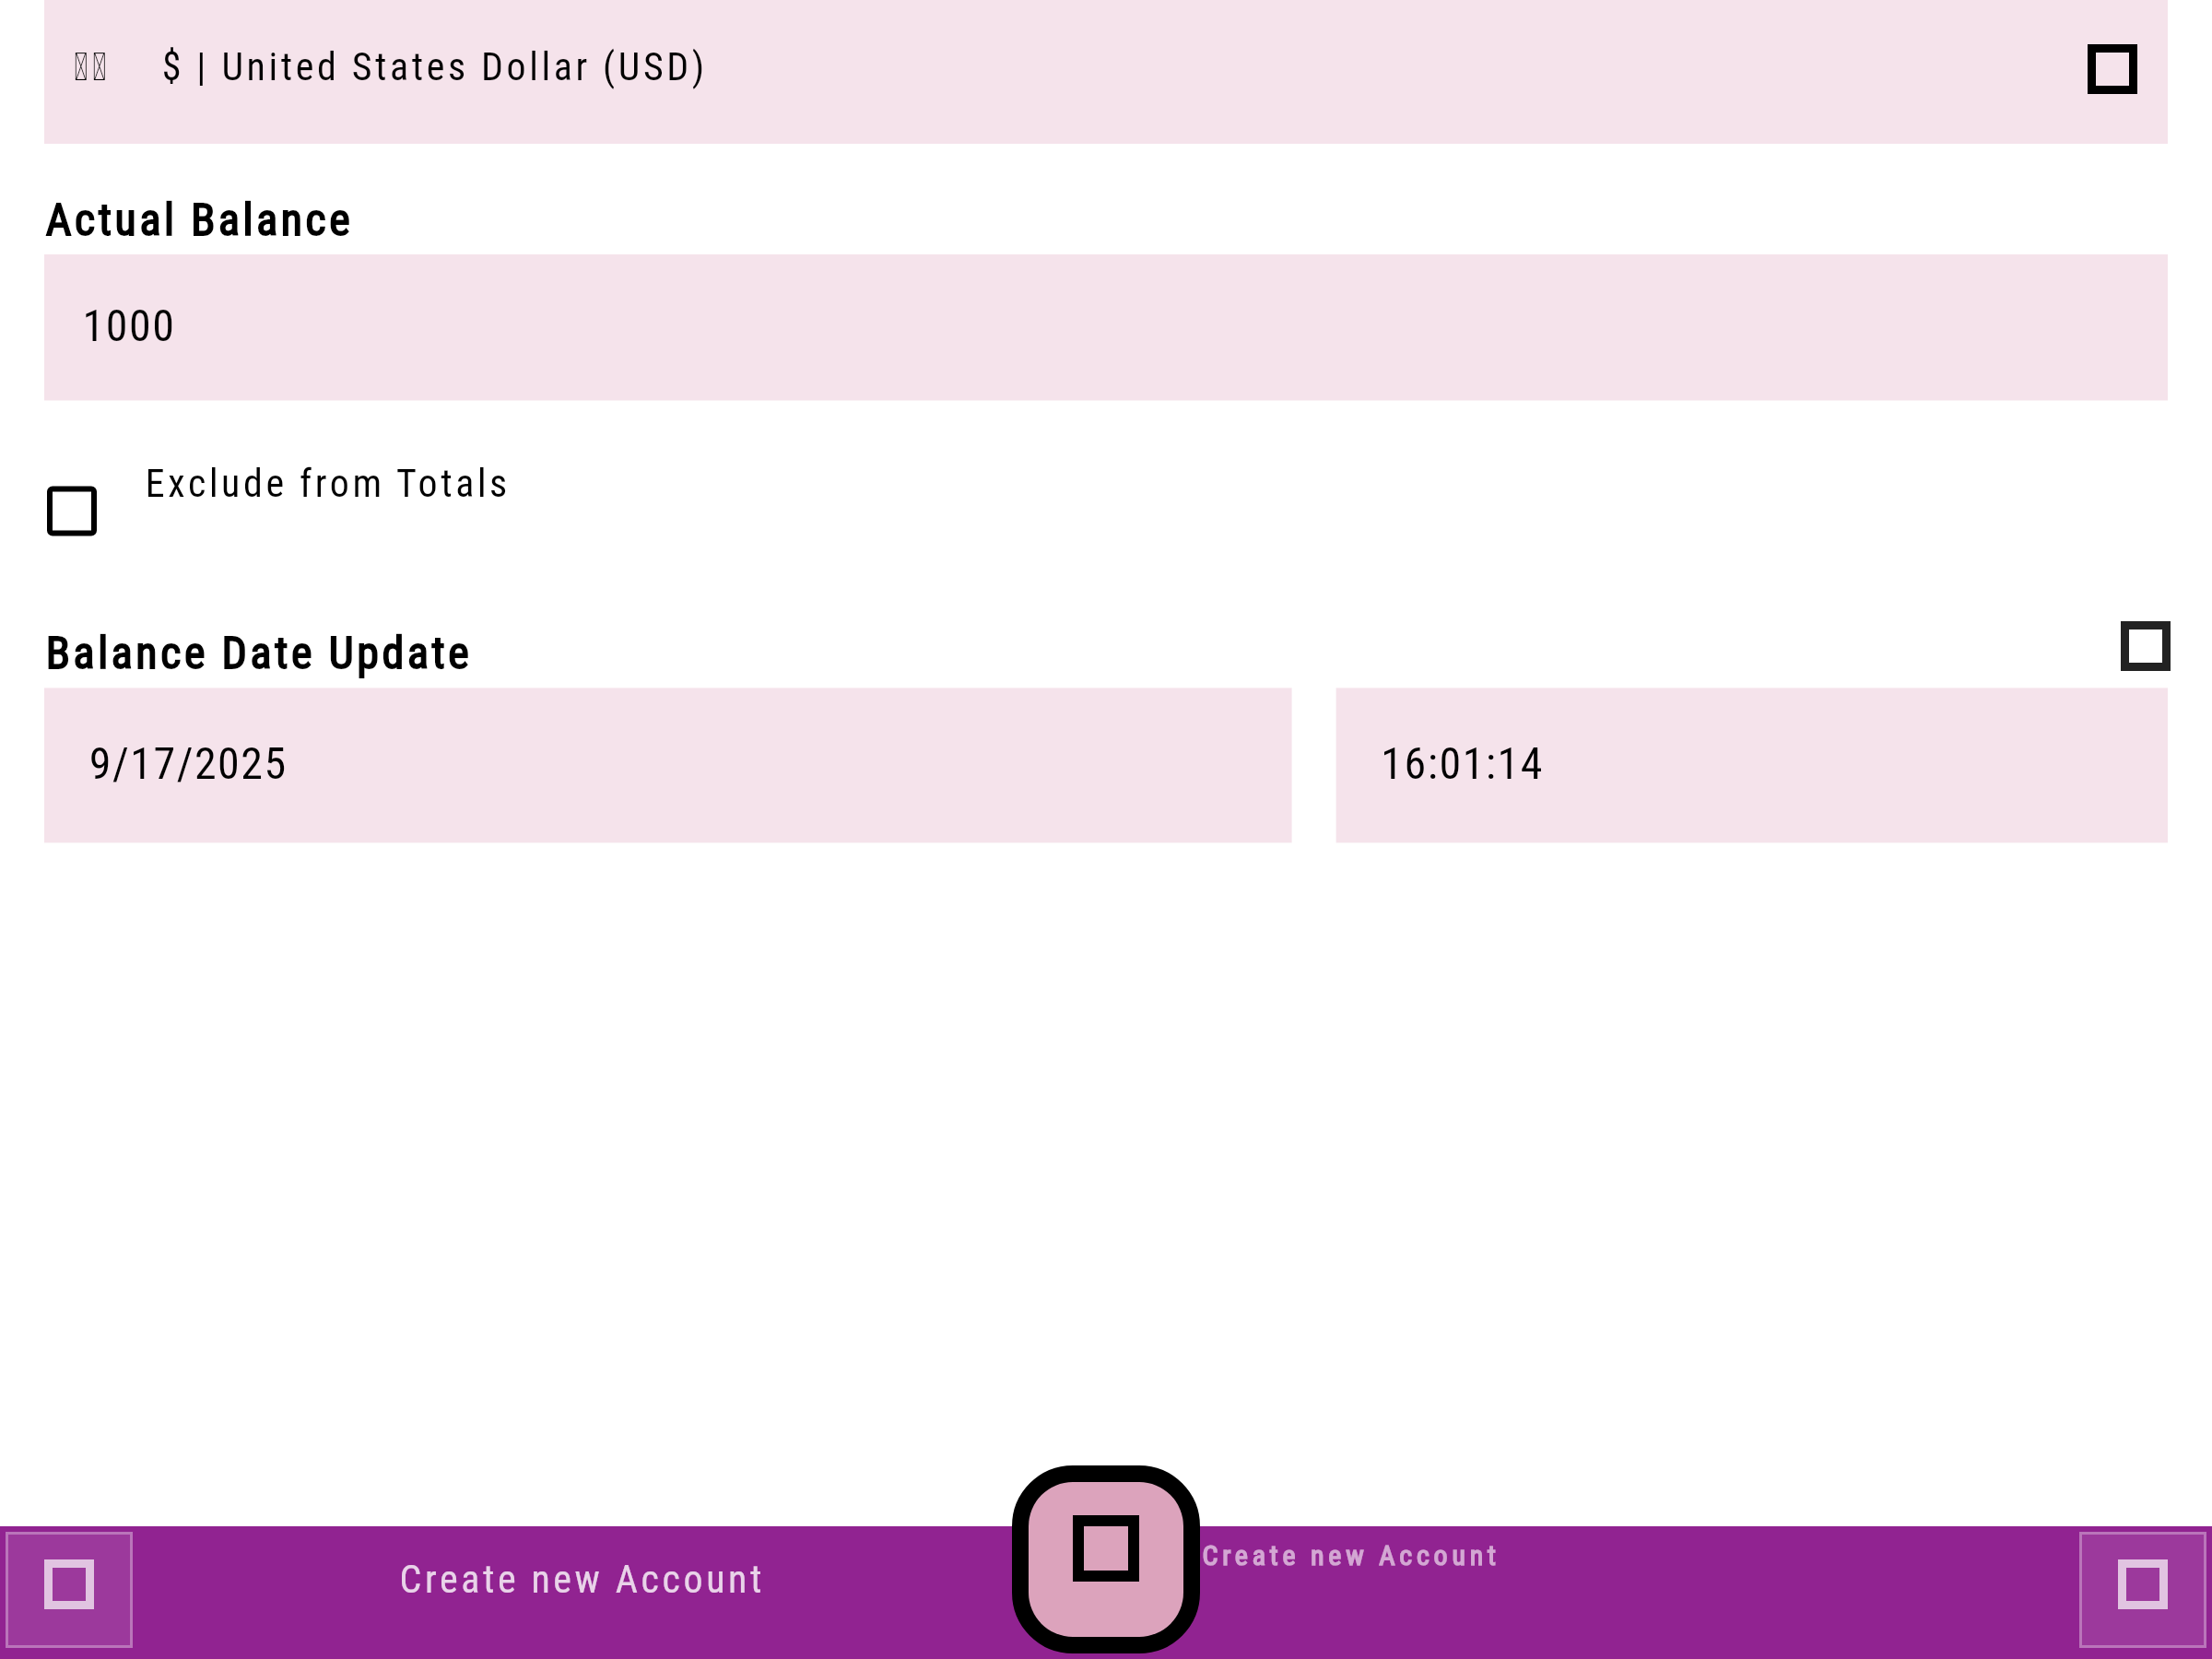 $ | United States Dollar (USD)
Actual Balance
1000
Exclude from Totals
Balance Date Update
9/17/2025
16:01:14
Create new Account
Create new Account